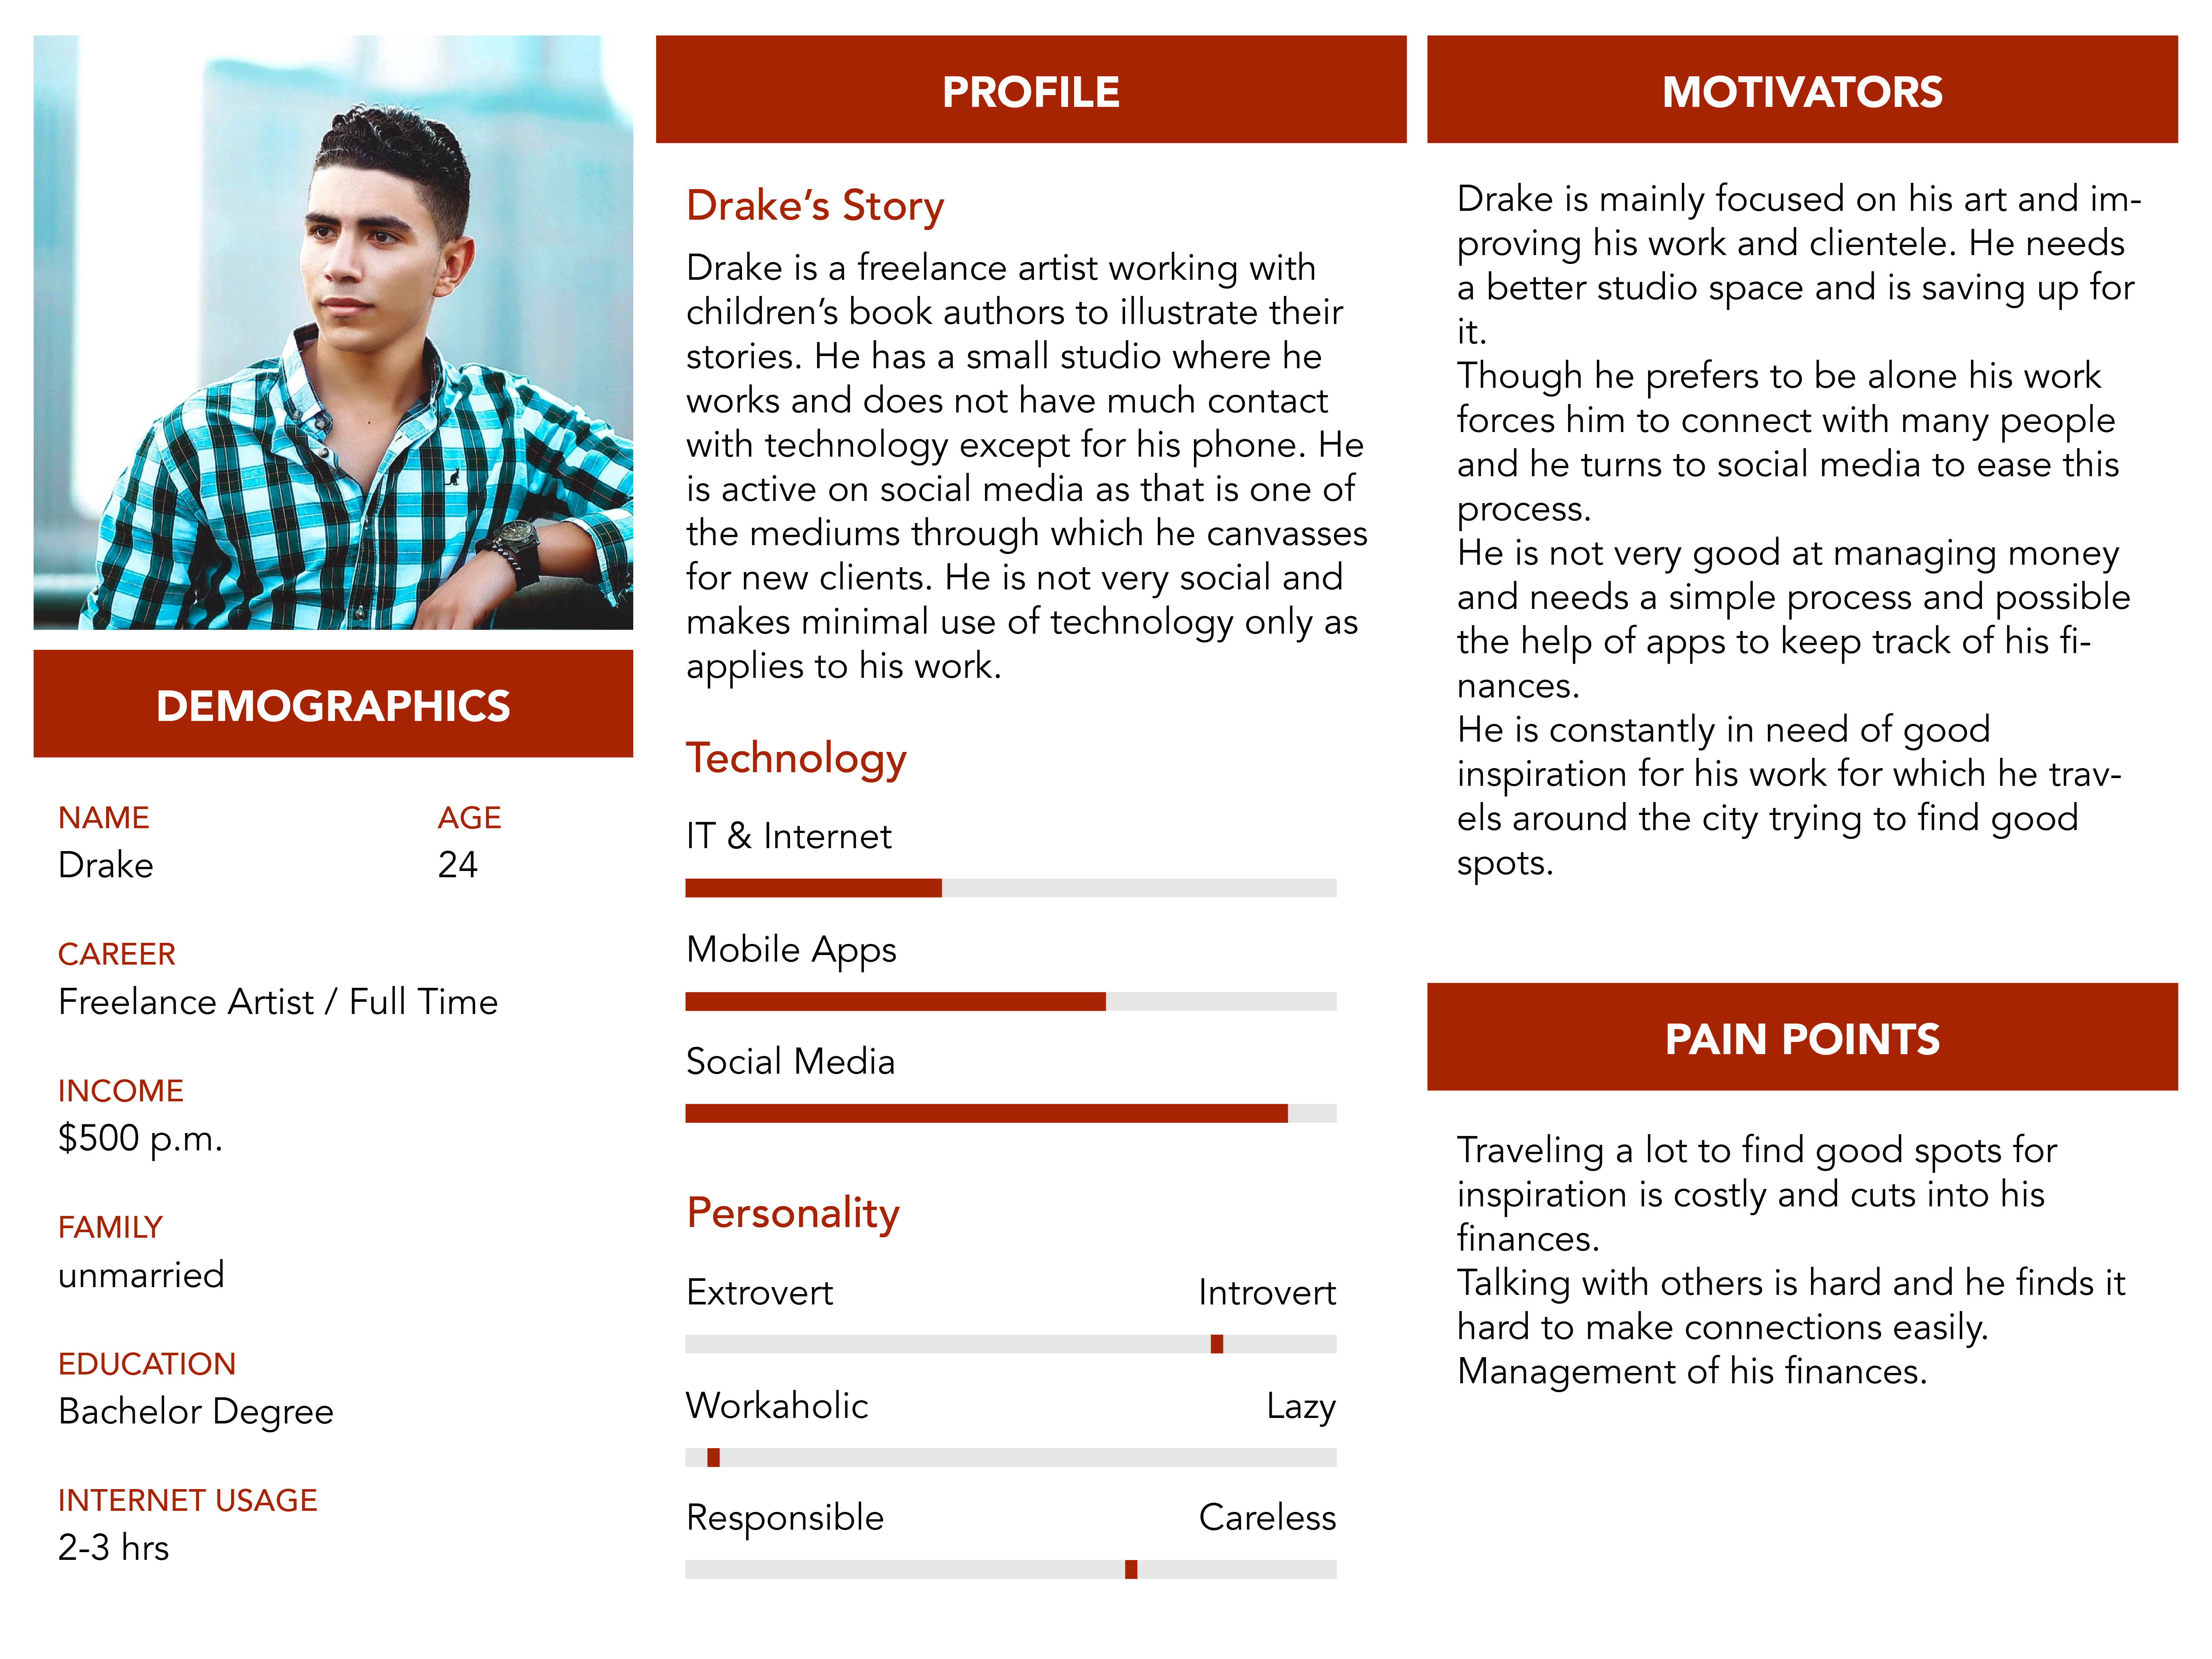 DEMOGRAPHICS
NAME
AGE
Drake
24
CAREER
Freelance Artist / Full Time
INCOME
$500 p.m.
FAMILY
unmarried
EDUCATION
Bachelor Degree
INTERNET USAGE
2-3 hrs
PROFILE
Drake’s Story
Drake is a freelance artist working with
children’s book authors to illustrate their
stories. He has a small studio where he
works and does not have much contact
with technology except for his phone. He
is active on social media as that is one of
the mediums through which he canvasses
for new clients. He is not very social and
makes minimal use of technology only as
applies to his work.
Technology
IT & Internet
Mobile Apps
Social Media
Personality
Extrovert
Introvert
Workaholic
Lazy
Responsible
Careless
MOTIVATORS
Drake is mainly focused on his art and im-
proving his work and clientele. He needs
a better studio space and is saving up for
it.
Though he prefers to be alone his work
forces him to connect with many people
and he turns to social media to ease this
process.
He is not very good at managing money
and needs a simple process and possible
the help of apps to keep track of his fi-
nances.
He is constantly in need of good
inspiration for his work for which he trav-
els around the city trying to find good
spots.
PAIN POINTS
Traveling a lot to find good spots for
inspiration is costly and cuts into his
finances.
Talking with others is hard and he finds it
hard to make connections easily.
Management of his finances.